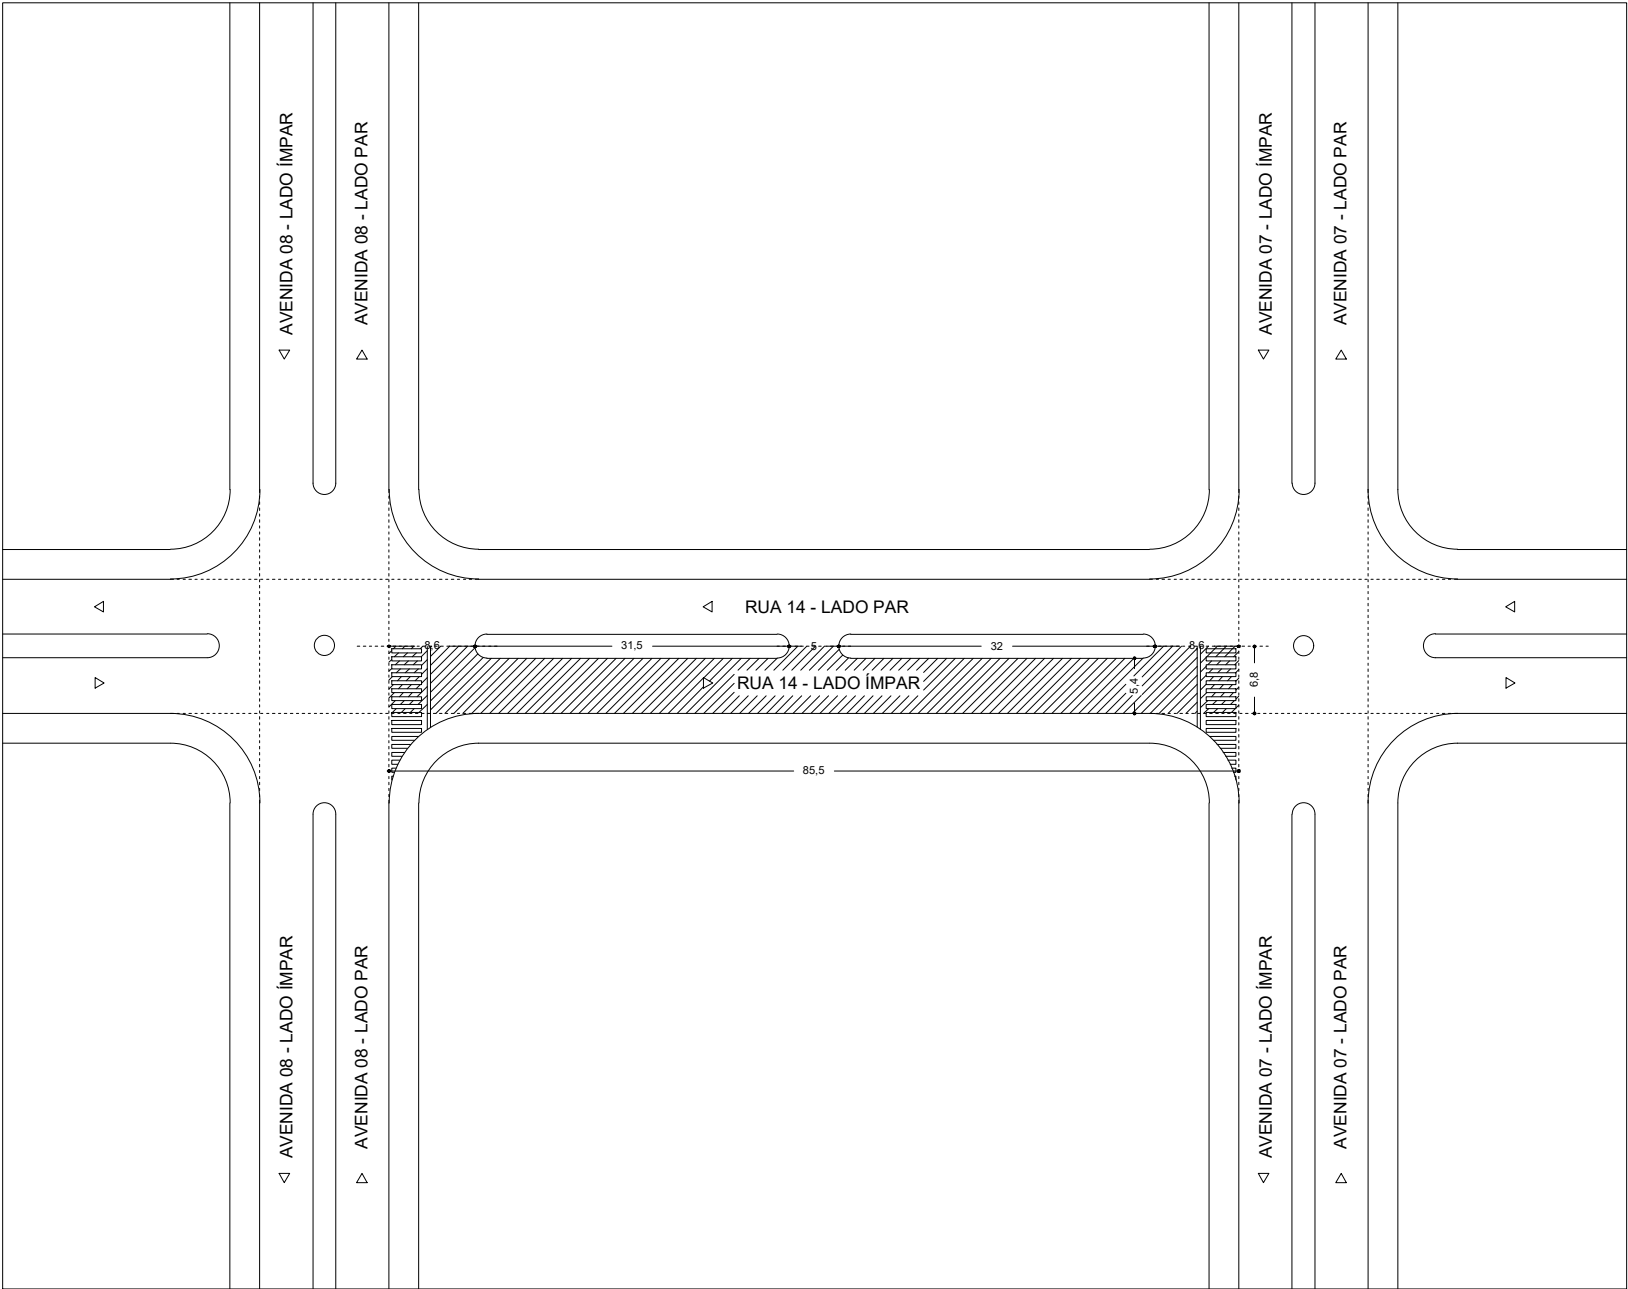 AVENIDA 08 - LADO ÍMPAR
AVENIDA 08 - LADO PAR
AVENIDA 07 - LADO ÍMPAR
AVENIDA 07 - LADO PAR
RUA 14 - LADO PAR
8,6
31,5
5
32
8,6
RUA 14 - LADO ÍMPAR
5,4
6,8
85,5
AVENIDA 08 - LADO ÍMPAR
AVENIDA 08 - LADO PAR
AVENIDA 07 - LADO ÍMPAR
AVENIDA 07 - LADO PAR